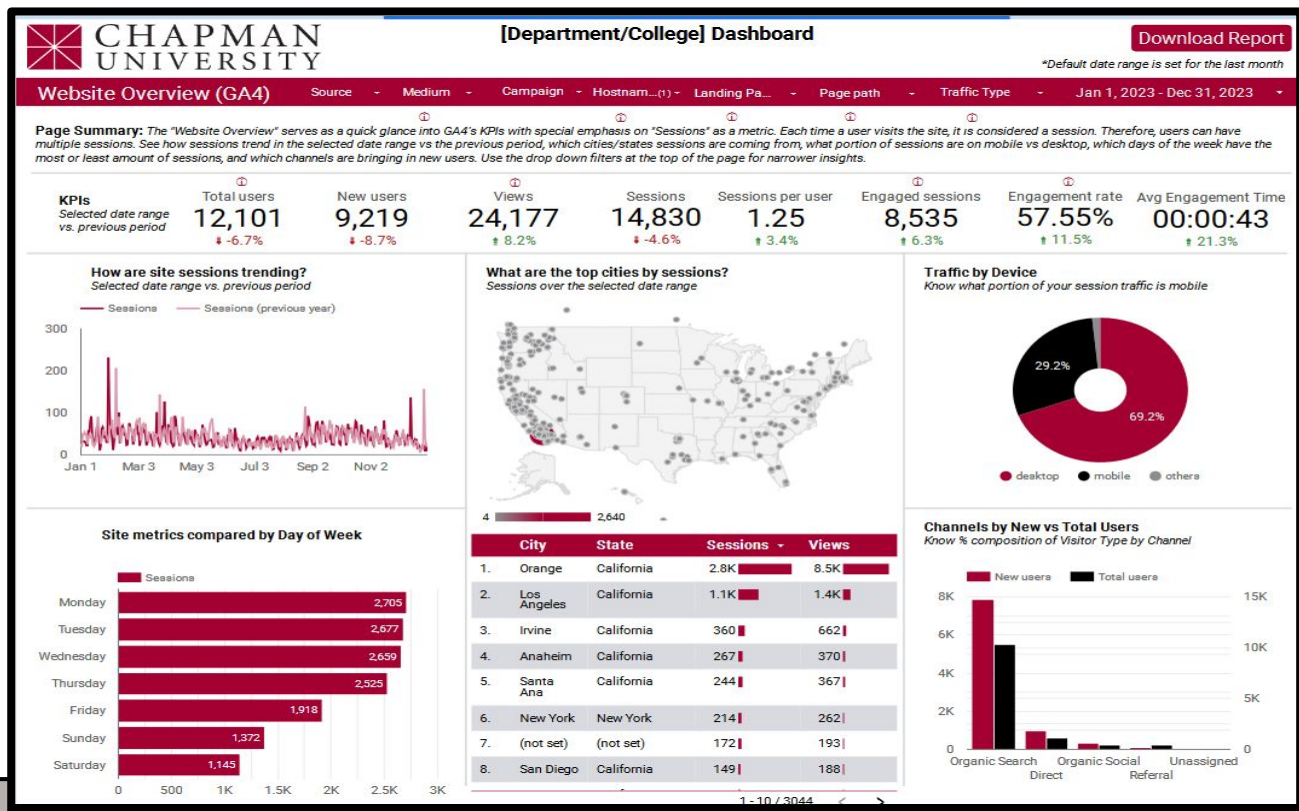 CHAPMAN
UNIVERSITY
[Department/College] Dashboard
Download Report
*Default date range is set for the last month
Website Overview (GA4)
Source
Medium
Campaign
Hostnam...(1)
Landing Pa...
Page path
Traffic Type
Jan 1, 2023 - Dec 31, 2023
Page Summary: The "Website Overview" serves as a quick glance into GA4's KPIs with special emphasis on "Sessions" as a metric. Each time a user visits the site, it is considered a session. Therefore, users can have
multiple sessions. See how sessions trend in the selected date range vs the previous period, which cities/states sessions are coming from, what portion of sessions are on mobile vs desktop, which days of the week have the
most or least amount of sessions, and which channels are bringing in new users. Use the drop down filters at the top of the page for narrower insights.
KPIs
Selected date range
vs. previous period
Total users
12,101
-6.7%
New users
9,219
-8.7%
Views
24,177
8.2%
Sessions
14,830
-4.6%
Sessions per user
1.25
3.4%
Engaged sessions
8,535
6.3%
Engagement rate
57.55%
11.5%
Avg Engagement Time
00:00:43
21.3%
How are site sessions trending?
Selected date range vs. previous period
Sessions
Sessions (previous year)
300
200
100
0
Jan 1 Mar 3 May 3 Jul 3 Sep 2 Nov 2
What are the top cities by sessions?
Sessions over the selected date range
4 2,640
Traffic by Device
Know what portion of your session traffic is mobile
29.2%
69.2%
desktop mobile others
Site metrics compared by Day of Week
Sessions
Monday 2,705
Tuesday 2,677
Wednesday 2,659
Thursday 2,525
Friday 1,918
Sunday 1,372
Saturday 1,145
0 500 1K 1.5K 2K 2.5K 3K
City State Sessions Views
1. Orange California 2.8K 8.5K
2. Los Angeles California 1.1K 1.4K
3. Irvine California 360 662
4. Anaheim California 267 370
5. Santa Ana California 244 367
6. New York New York 214 262
7. (not set) (not set) 172 193
8. San Diego California 149 188
1 - 10 / 3044 < >
Channels by New vs Total Users
Know % composition of Visitor Type by Channel
New users Total users
8K 15K
6K
10K
4K
5K
2K
0 0
Organic Search Organic Social Unassigned
Direct Referral